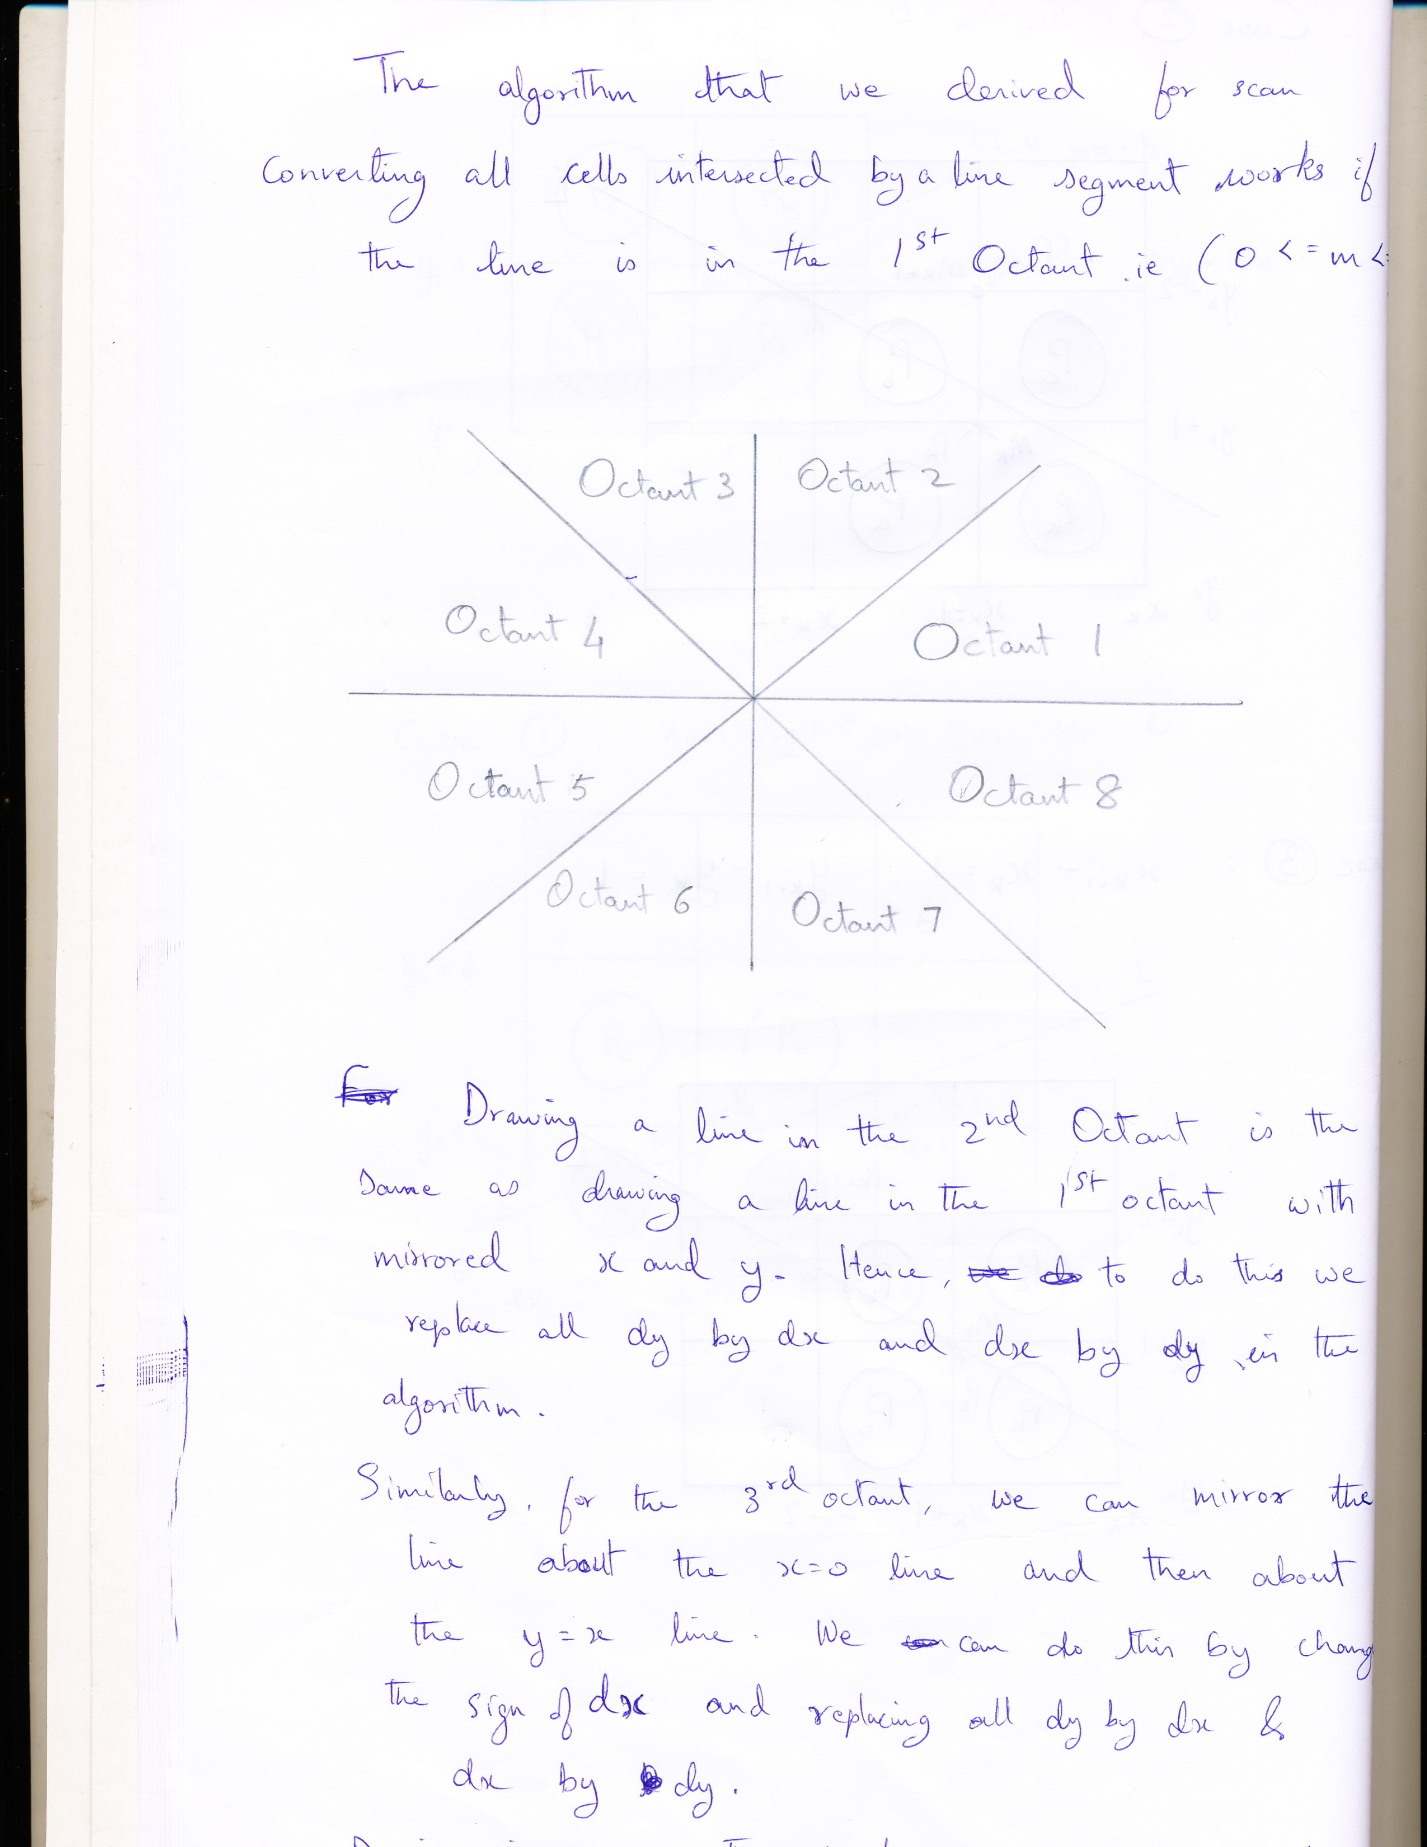 The algorithm that we derived for scan
converting all cells intersected by a line segment works if
the line is in the 1st Octant ie ( 0 <= m <=
Octant 3 Octant 2
Octant 4 Octant 1
Octant 5 Octant 8
Octant 6 Octant 7
Drawing a line in the 2nd Octant is the
same as drawing a line in the 1st octant with
mirrored x and y. Hence, to do this we
replace all dy by dx and dx by dy in the
algorithm.
Similarly, for the 3rd octant, we can mirror the
line about the x=0 line and then about
the y=x line. We can do this by chang
the sign of dx and replacing all dy by dx &
dx by dy.